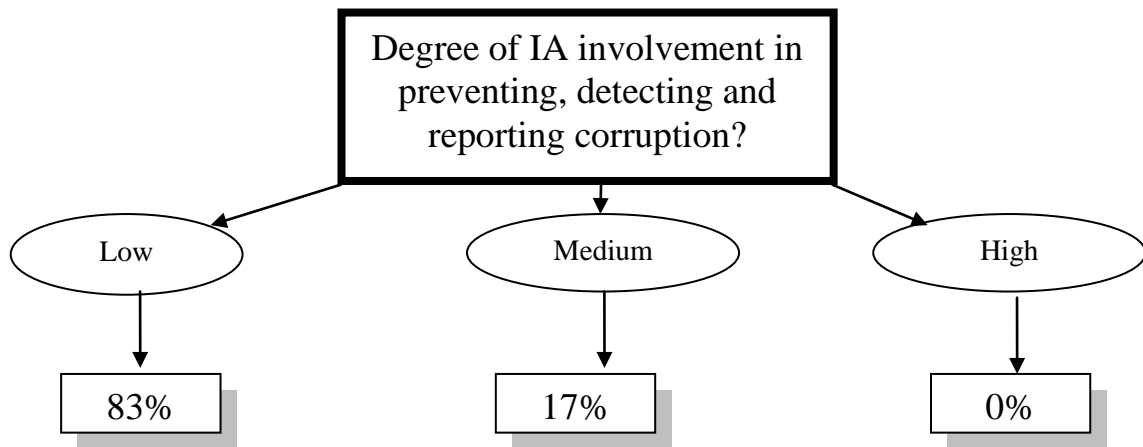 Degree of IA involvement in
preventing, detecting and
reporting corruption?
Low
Medium
High
83%
17%
0%